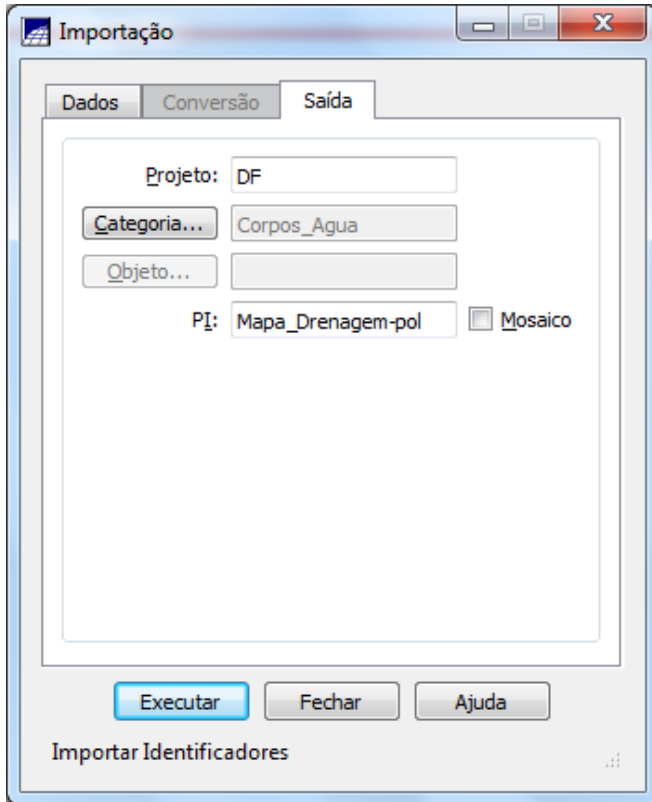 Importação
Dados Conversão Saída
Projeto: DF
Categoria... Corpos_Agua
Objeto...
PI: Mapa_Drenagem-pol Mosaico
Executar Fechar Ajuda
Importar Identificadores